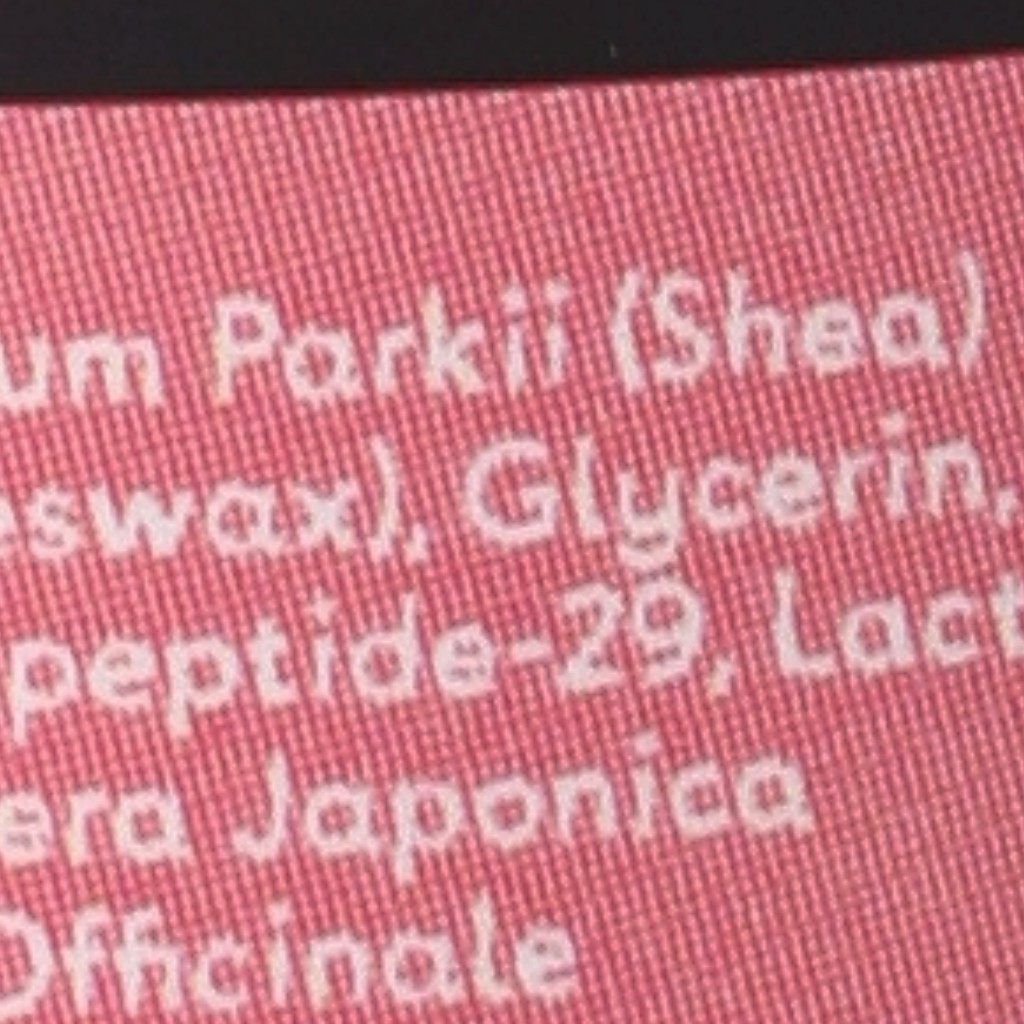 um Parkii (Shea)
eswax), Glycerin,
peptide-29, Lact
era Japonica
Officinale